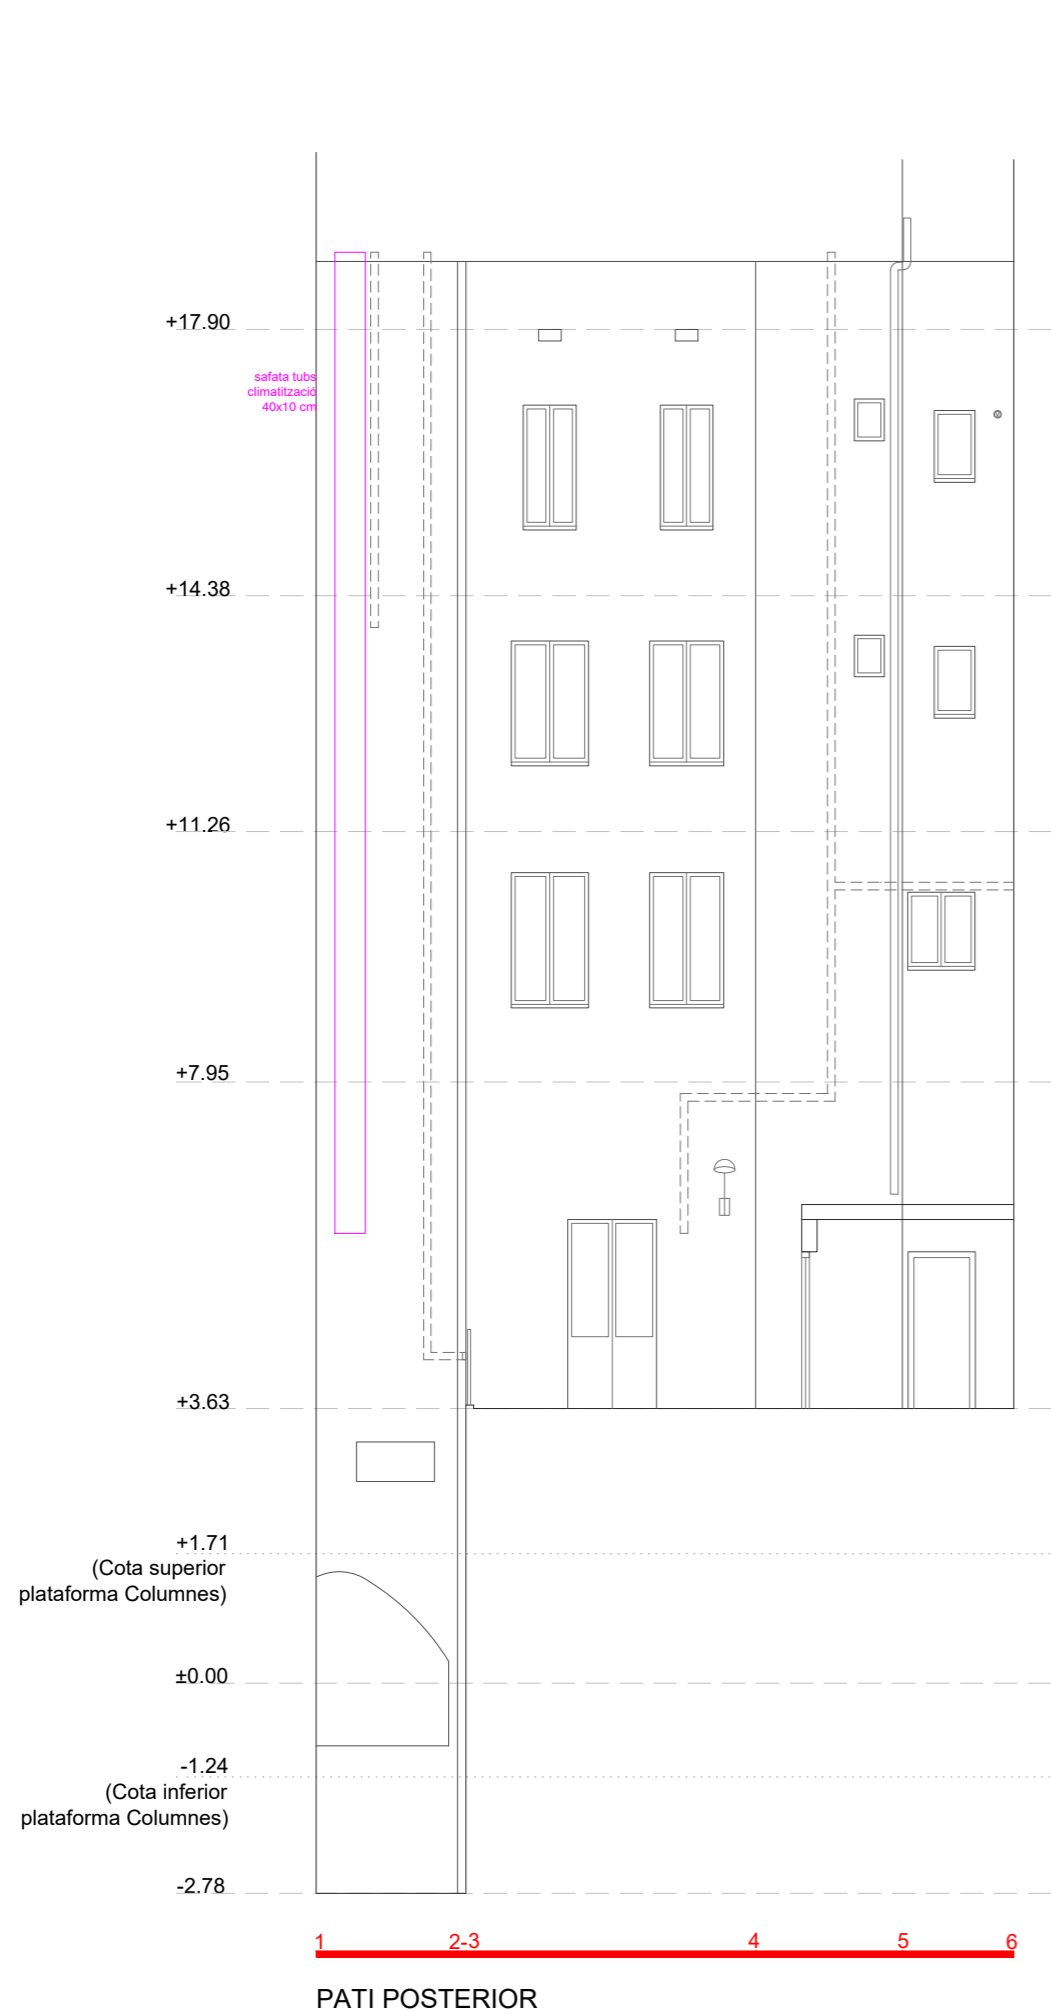 +17.90
safata tubs
climatització
40x10 cm
+14.38
+11.26
+7.95
+3.63
+1.71
(Cota superior
plataforma Columnes)
±0.00
-1.24
(Cota inferior
plataforma Columnes)
-2.78
1 2-3 4 5 6
PATI POSTERIOR